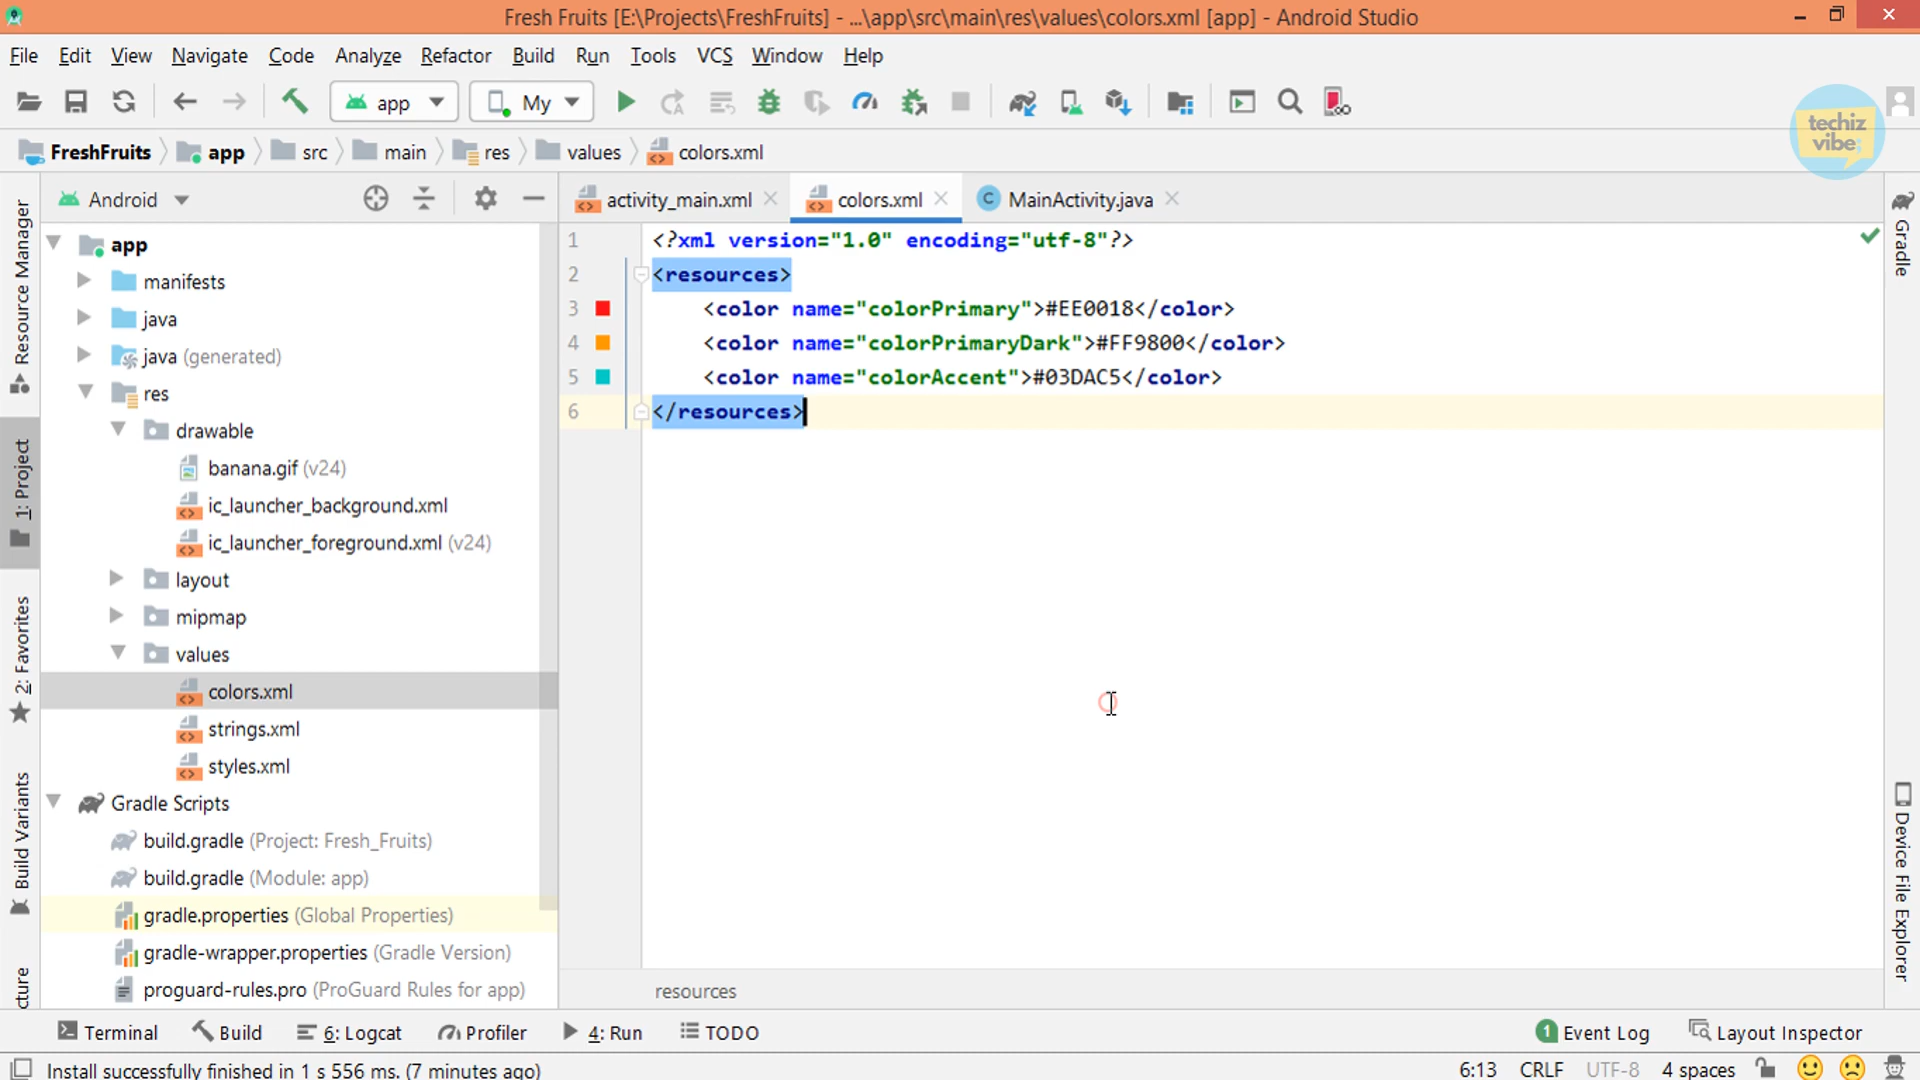 Fresh Fruits [E:\Projects\FreshFruits] - ...\app\src\main\res\values\colors.xml [app] - Android Studio
File Edit View Navigate Code Analyze Refactor Build Run Tools VCS Window Help
app My
techiz vibe
FreshFruits app src main res values colors.xml
Android
activity_main.xml colors.xml MainActivity.java
Resource Manager
1: Project
2: Favorites
Build Variants
cture
app
manifests
java
java (generated)
res
drawable
banana.gif (v24)
ic_launcher_background.xml
ic_launcher_foreground.xml (v24)
layout
mipmap
values
colors.xml
strings.xml
styles.xml
Gradle Scripts
build.gradle (Project: Fresh_Fruits)
build.gradle (Module: app)
gradle.properties (Global Properties)
gradle-wrapper.properties (Gradle Version)
proguard-rules.pro (ProGuard Rules for app)
1 <?xml version="1.0" encoding="utf-8"?>
2 <resources>
3 <color name="colorPrimary">#EE0018</color>
4 <color name="colorPrimaryDark">#FF9800</color>
5 <color name="colorAccent">#03DAC5</color>
6 </resources>
resources
Gradle
Device File Explorer
Terminal Build 6: Logcat Profiler 4: Run TODO 1 Event Log Layout Inspector
Install successfully finished in 1 s 556 ms. (7 minutes ago) 6:13 CRLF UTF-8 4 spaces